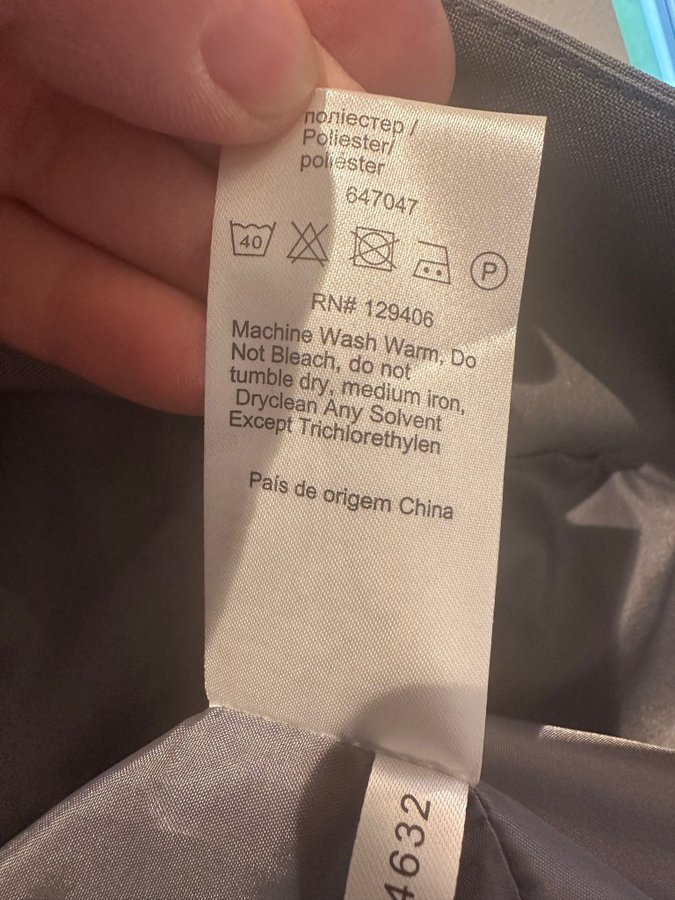 поліестер /
Poliester/
poliéster
647047
40
P
RN# 129406
Machine Wash Warm, Do
Not Bleach, do not
tumble dry, medium iron,
Dryclean Any Solvent
Except Trichlorethylen
País de origem China
4632